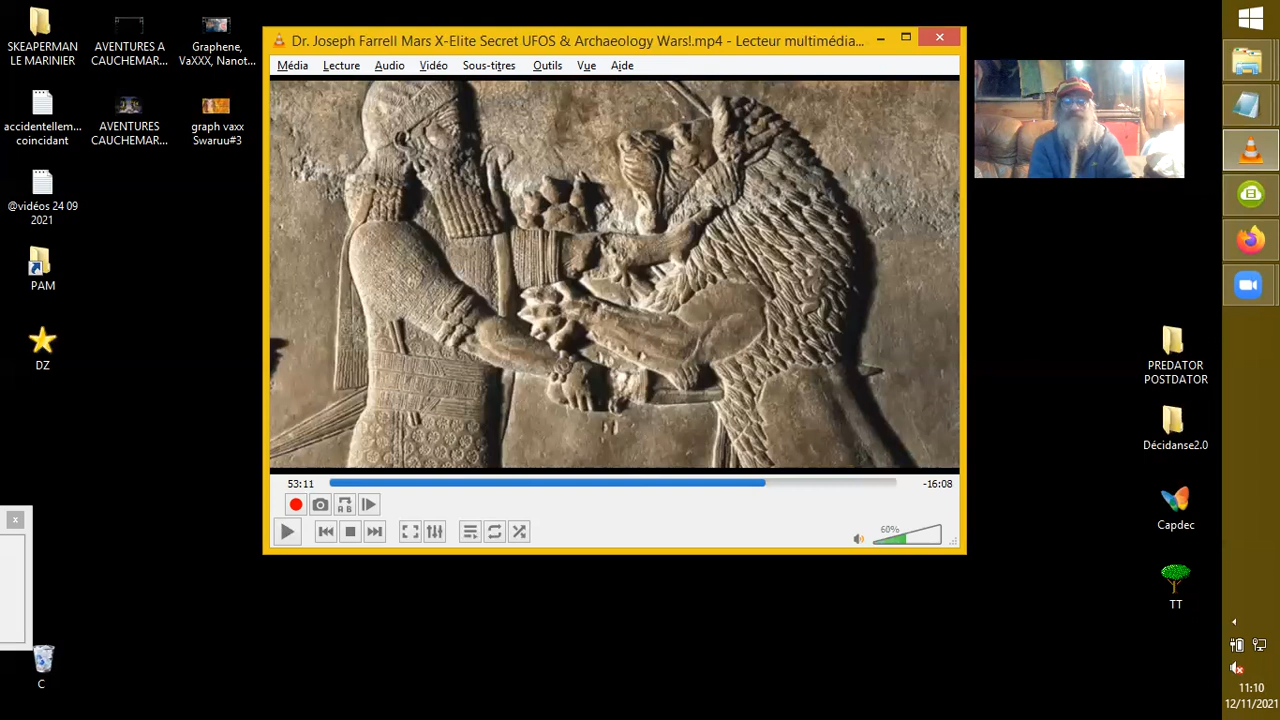 SKEAPERMAN
LE MARINIER
AVENTURES A
CAUCHEMAR...
Graphene,
VaXXX, Nanot...
accidentellem...
coincidant
AVENTURES
CAUCHEMAR...
graph vaxx
Swaruu#3
@vidéos 24 09
2021
PAM
DZ
x
C
Dr. Joseph Farrell Mars X-Elite Secret UFOS & Archaeology Wars!.mp4 - Lecteur multimédia...
Média Lecture Audio Vidéo Sous-titres Outils Vue Aide
53:11
-16:08
A B
60%
PREDATOR
POSTDATOR
Décidanse2.0
Capdec
TT
11:10
12/11/2021